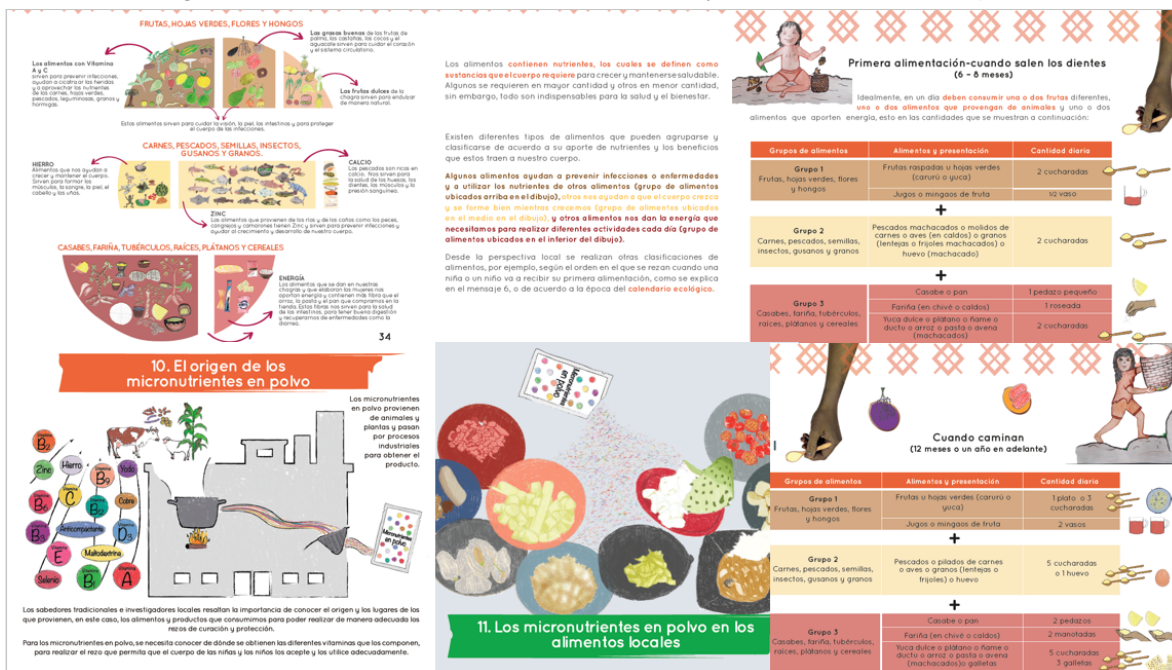 FRUTAS, HOJAS VERDES, FLORES Y HONGOS
Las grasas buenas de las frutas de
palma, las castañas, los cocos y el
aguacate sirven para cuidar el corazón
y el sistema circulatorio.
Los alimentos con Vitamina
A y C
sirven para prevenir infecciones,
ayudan a cicatrizar las heridas
y a aprovechar los nutrientes
de las carnes, hojas verdes,
pescados, leguminosas, granos y
hormigas.
Las frutas dulces de la
chagra sirven para endulzar
de manera natural.
Estos alimentos sirven para cuidar la visión, la piel, los intestinos y para proteger
el cuerpo de las infecciones.
CARNES, PESCADOS, SEMILLAS, INSECTOS,
GUSANOS Y GRANOS.
HIERRO
Alimentos que nos ayudan a
crecer y mantener el cuerpo.
Sirven para formar los
músculos, la sangre, la piel, el
cabello y las uñas.
CALCIO
Los pescados son ricos en
calcio. Nos sirven para
la salud de los huesos, los
dientes, los músculos y la
presión sanguínea.
ZINC
Los alimentos que provienen de los ríos y de los caños como los peces,
cangrejos y camarones tienen Zinc y sirven para prevenir infecciones y
ayudar al crecimiento y desarrollo de nuestro cuerpo.
CASABES, FARIÑA, TUBÉRCULOS, RAÍCES, PLÁTANOS Y CEREALES
ENERGÍA
Los alimentos que se dan en nuestras
chagras y que elaboran las mujeres nos
aportan energía y contienen más fibra que el
arroz, la pasta y el pan que compramos en la
tienda. Estas fibras nos sirven para la salud
de los intestinos, para tener buena digestión
y recuperarnos de enfermedades como la
diarrea.
34
Los alimentos contienen nutrientes, los cuales se definen como
sustancias que el cuerpo requiere para crecer y mantenerse saludable.
Algunos se requieren en mayor cantidad y otros en menor cantidad,
sin embargo, todo son indispensables para la salud y el bienestar.
Existen diferentes tipos de alimentos que pueden agruparse y
clasificarse de acuerdo a su aporte de nutrientes y los beneficios
que estos traen a nuestro cuerpo.
Algunos alimentos ayudan a prevenir infecciones o enfermedades
y a utilizar los nutrientes de otros alimentos (grupo de alimentos
ubicados arriba en el dibujo), otros nos ayudan a que el cuerpo crezca
y se forme bien mientras crecemos (grupo de alimentos ubicados
en el medio en el dibujo), y otros alimentos nos dan la energía que
necesitamos para realizar diferentes actividades cada día (grupo de
alimentos ubicados en el inferior del dibujo).
Desde la perspectiva local se realizan otras clasificaciones de
alimentos, por ejemplo, según el orden en el que se rezan cuando una
niña o un niño va a recibir su primera alimentación, como se explica
en el mensaje 6, o de acuerdo a la época del calendario ecológico.
Primera alimentación-cuando salen los dientes
(6 - 8 meses)
Idealmente, en un día deben consumir una o dos frutas diferentes,
uno o dos alimentos que provengan de animales y uno o dos
alimentos que aporten energía, esto en las cantidades que se muestran a continuación:
Grupos de alimentos Alimentos y presentación Cantidad diaria
Grupo 1
Frutas, hojas verdes, flores
y hongos
Frutas raspadas u hojas verdes
(carurú o yuca)
2 cucharadas
Jugos o mingaos de fruta 1/2 vaso
+
Grupo 2
Carnes, pescados, semillas,
insectos, gusanos y granos
Pescados machacados o molidos de
carne o aves (en caldos) o granos
(lentejas o frijoles machacados) o
huevo (machacado)
2 cucharadas
+
Grupo 3
Casabes, fariña, tubérculos,
raíces, plátanos y cereales
Casabe o pan 1 pedazo pequeño
Fariña (en chivé o caldos) 1 roseada
Yuca dulce o plátano o ñame o
ductu o arroz o pasta o avena
(machacados)
2 cucharadas
10. El origen de los
micronutrientes en polvo
Los micronutrientes
en polvo provienen
de animales y
plantas y pasan
por procesos
industriales
para obtener el
producto.
Vitamina B2
Zinc
Hierro
Vitamina B9
Yodo
Vitamina B6
Vitamina C
Cobre
Anticompactante
Vitamina D3
Maltodextrina
Vitamina E
Selenio
Vitamina A
Micronutrientes
en polvo
Los sabedores tradicionales e investigadores locales resaltan la importancia de conocer el origen y los lugares de los
que provienen, en este caso, los alimentos y productos que consumimos para poder realizar de manera adecuada los
rezos de curación y protección.
Para los micronutrientes en polvo, se necesita conocer de dónde se obtienen las diferentes vitaminas que los componen,
para realizar el rezo que permita que el cuerpo de las niñas y los niños los acepte y los utilice adecuadamente.
Micronutrientes
en polvo
11. Los micronutrientes en polvo en los
alimentos locales
Cuando caminan
(12 meses o un año en adelante)
Grupos de alimentos Alimentos y presentación Cantidad diaria
Grupo 1
Frutas, hojas verdes, flores
y hongos
Frutas u hojas verdes (carurú o
yuca)
1 plato o 3
cucharadas
Jugos o mingaos de fruta 2 vasos
+
Grupo 2
Carnes, pescados, semillas,
insectos, gusanos y granos
Pescados o pilados de carnes
o aves o granos (lentejas o
frijoles) o huevo
5 cucharadas
o 1 huevo
+
Grupo 3
Casabes, fariña, tubérculos,
raíces, plátanos y cereales
Casabe o pan 2 pedazos
Fariña (en chivé o caldos) 2 manotadas
Yuca dulce o plátano o ñame o
ductu o arroz o pasta o avena
(machacados)o galletas
5 cucharadas
3 galletas